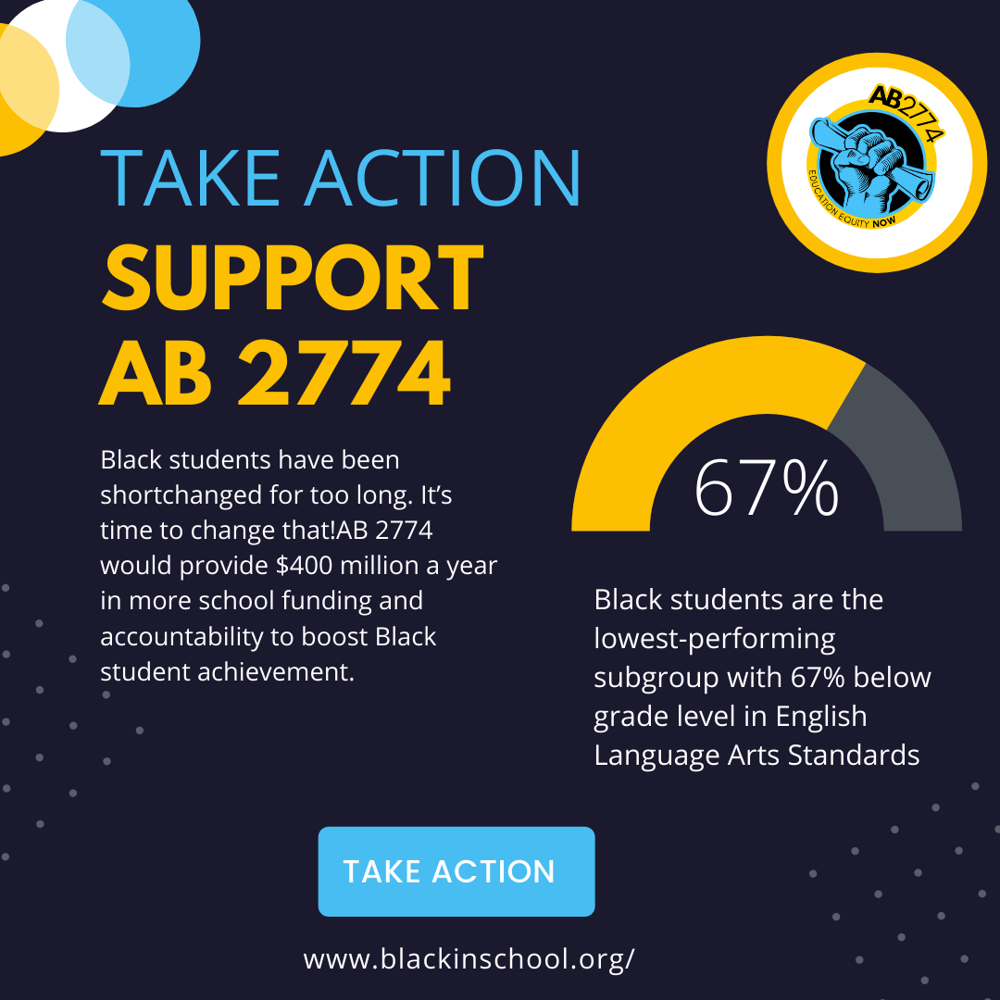 AB2774
EDUCATION EQUITY NOW
TAKE ACTION
SUPPORT
AB 2774
Black students have been
shortchanged for too long. It’s
time to change that!AB 2774
would provide $400 million a year
in more school funding and
accountability to boost Black
student achievement.
67%
Black students are the
lowest-performing
subgroup with 67% below
grade level in English
Language Arts Standards
TAKE ACTION
www.blackinschool.org/